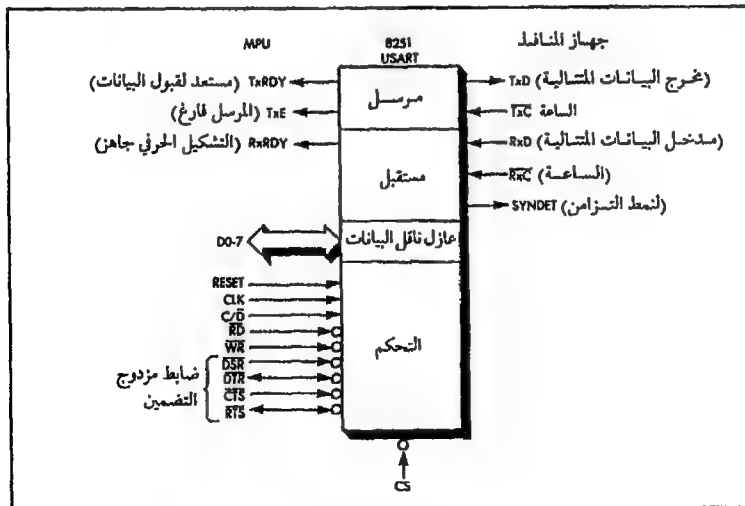 MPU
8251
USART
جهاز المنافذ
TxRDY (مستعد لقبول البيانات)
مرسل
TxD (مخرج البيانات المتتالية)
TxE (المرسل فارغ)
TxC الساعة
RxRDY (التشكيل الحرفي جاهز)
RxD (مدخل البيانات المتتالية)
مستقبل
RxC (الساعة)
SYNDET (لنمط التزامن)
D0-7
عازل ناقل البيانات
RESET
CLK
C/D
RD
التحكم
WR
DSR
DTR
CTS
RTS
ضابط مزدوج
التضمين
CS